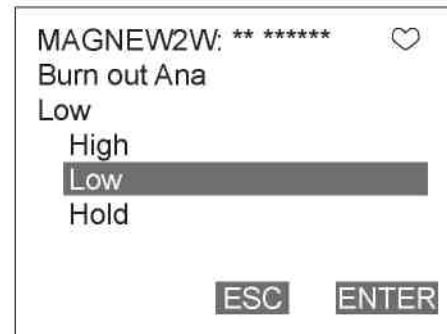 MAGNEW2W: ** ******
Burn out Ana
Low
High
Low
Hold
ESC ENTER